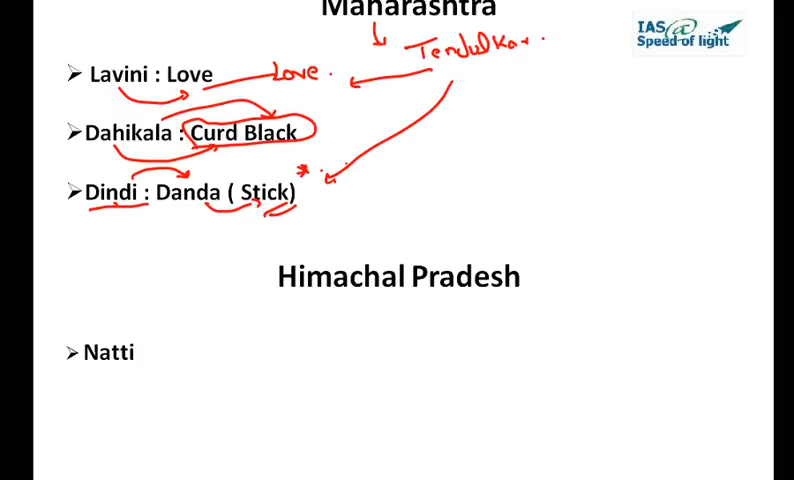 Maharashtra
IAS@
Speed of light
Tendulkar.
➢ Lavini : Love
Love.
➢Dahikala : Curd Black
➢Dindi : Danda ( Stick)
*
Himachal Pradesh
➢ Natti